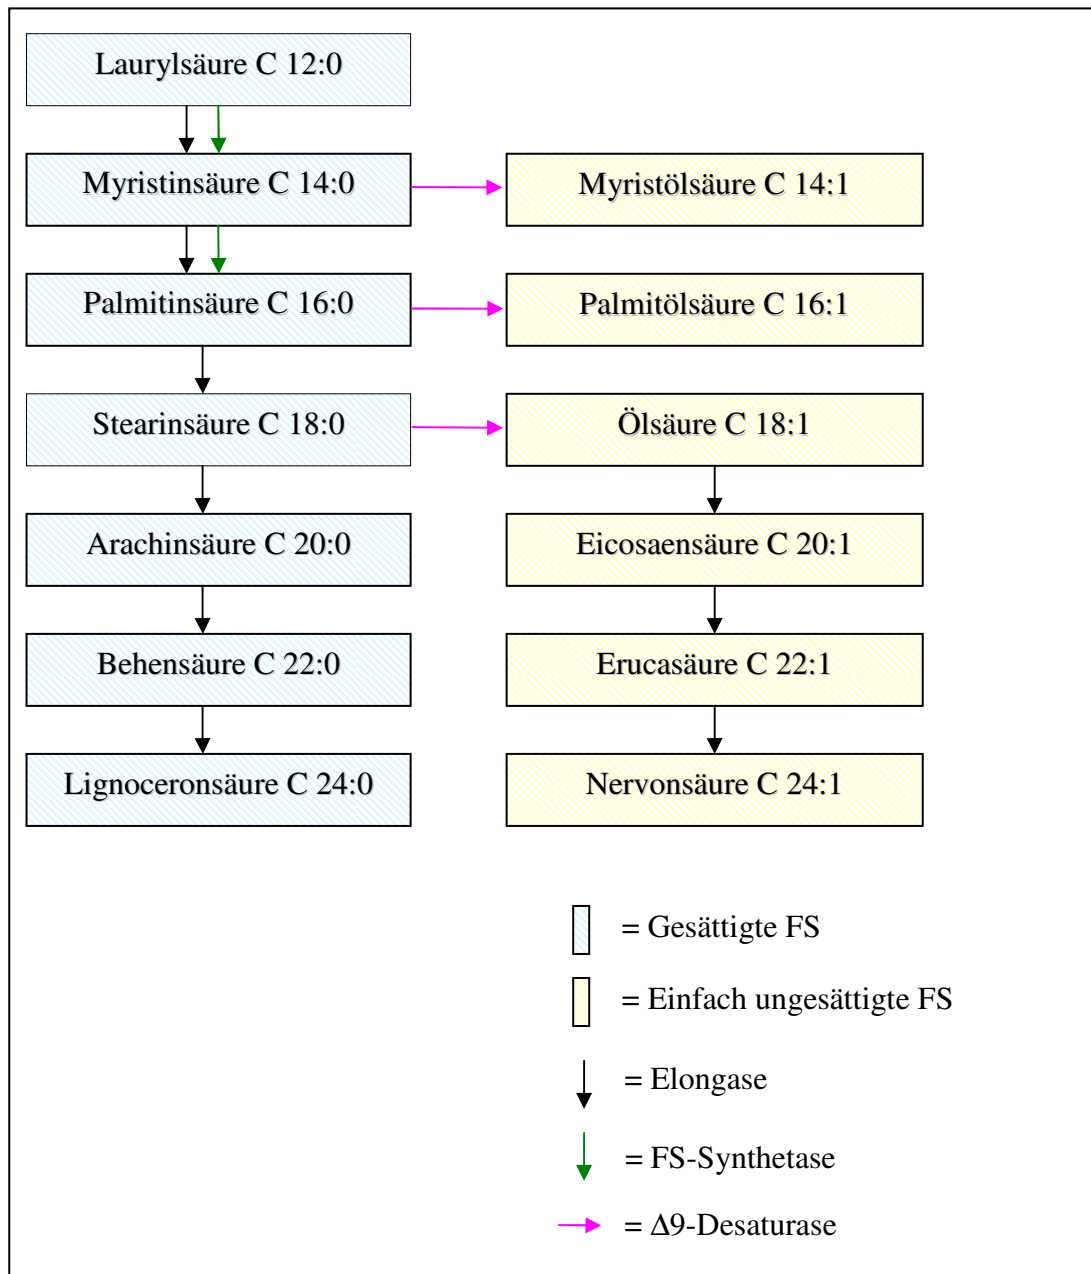 Laurylsäure C 12:0
Myristinsäure C 14:0
Myristölsäure C 14:1
Palmitinsäure C 16:0
Palmitölsäure C 16:1
Stearinsäure C 18:0
Ölsäure C 18:1
Arachinsäure C 20:0
Eicosaensäure C 20:1
Behensäure C 22:0
Erucasäure C 22:1
Lignoceronsäure C 24:0
Nervonsäure C 24:1
= Gesättigte FS
= Einfach ungesättigte FS
= Elongase
= FS-Synthetase
= Δ9-Desaturase